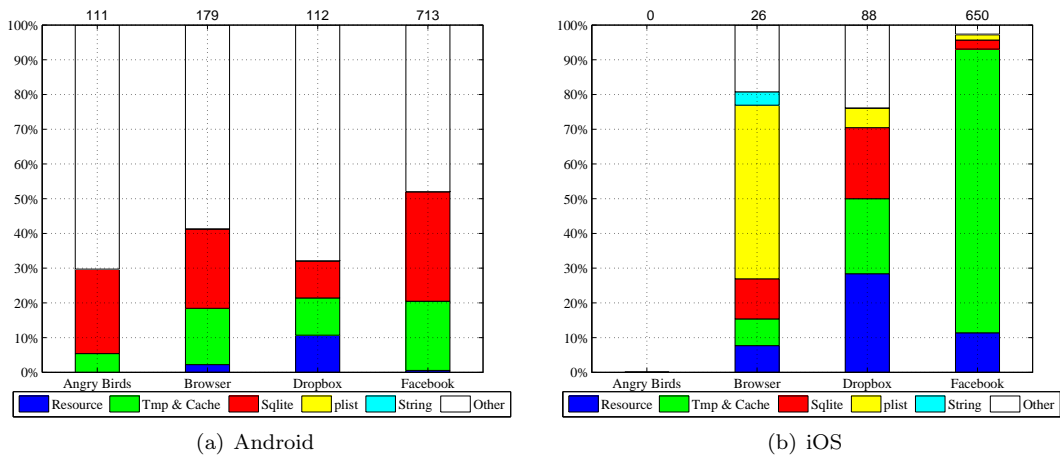 111 179 112 713
100%
90%
80%
70%
60%
50%
40%
30%
20%
10%
0%
Angry Birds Browser Dropbox Facebook
Resource Tmp & Cache Sqlite plist String Other
(a) Android
0 26 88 650
100%
90%
80%
70%
60%
50%
40%
30%
20%
10%
0%
Angry Birds Browser Dropbox Facebook
Resource Tmp & Cache Sqlite plist String Other
(b) iOS